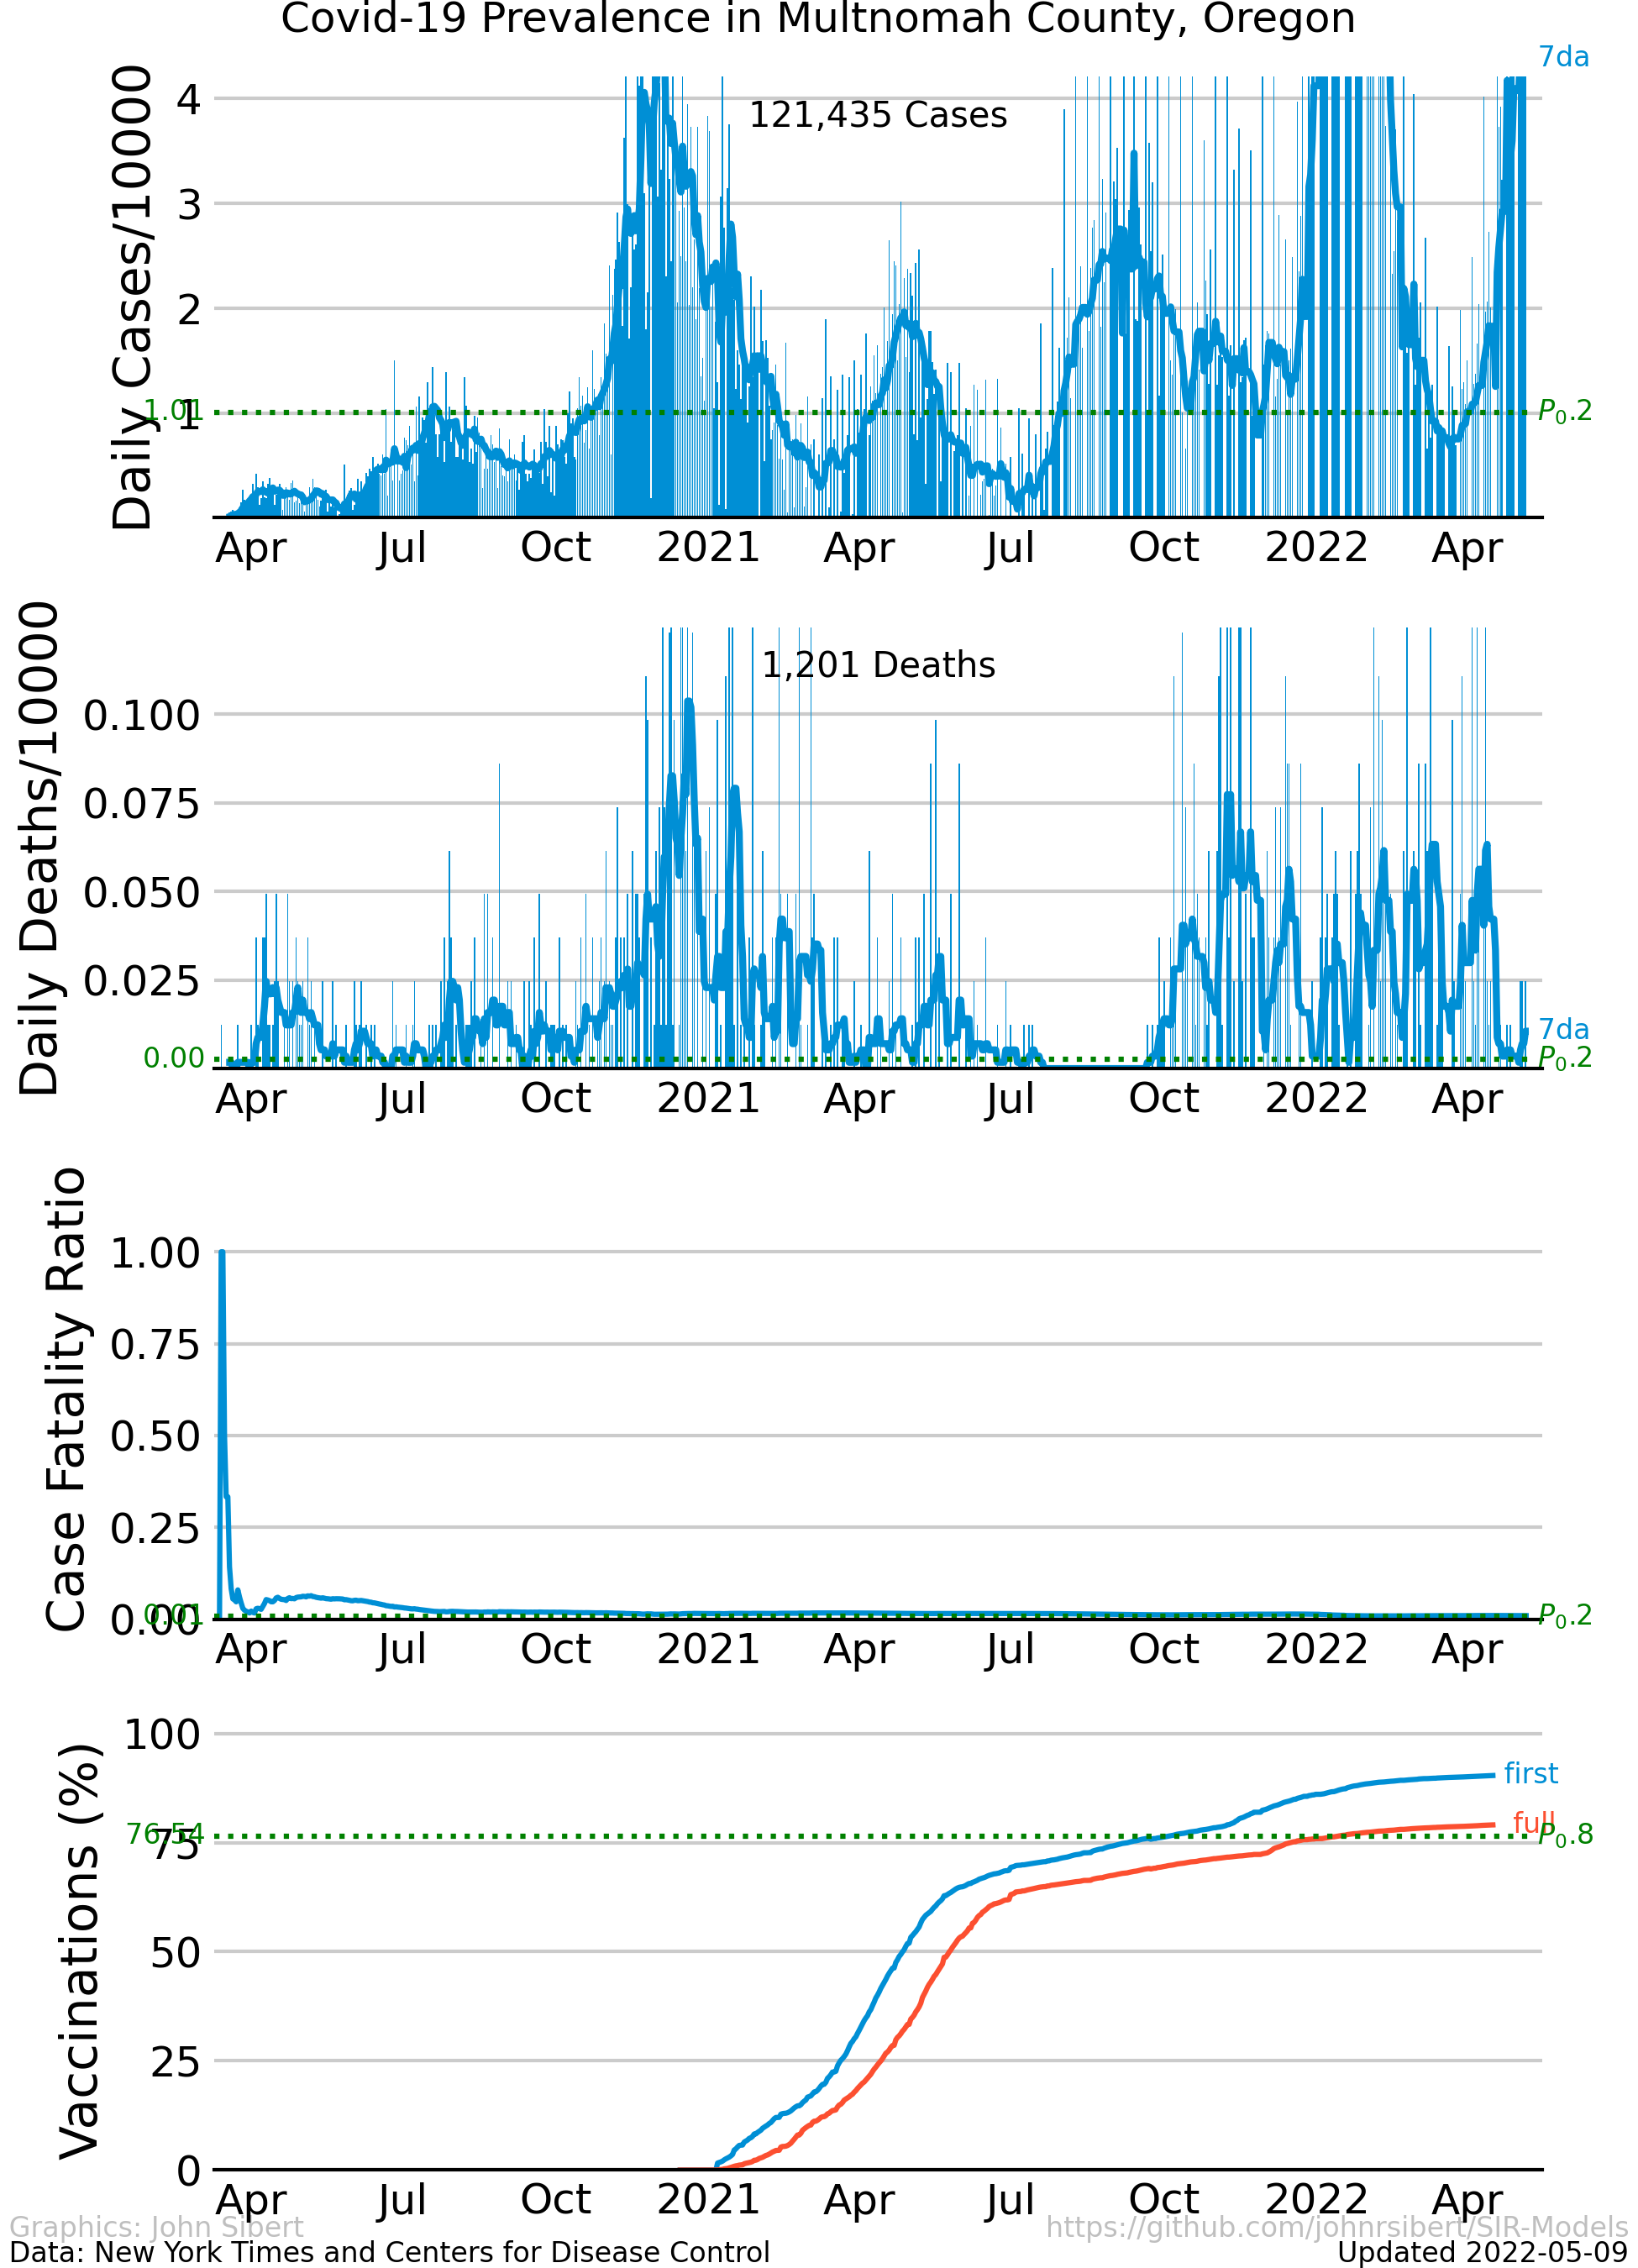 Covid-19 Prevalence in Multnomah County, Oregon
7da
121,435 Cases
Daily Cases/10000
4
3
2
1
1.01
P0.2
Apr Jul Oct 2021 Apr Jul Oct 2022 Apr
1,201 Deaths
Daily Deaths/10000
0.100
0.075
0.050
0.025
0.00
7da
P0.2
Apr Jul Oct 2021 Apr Jul Oct 2022 Apr
Case Fatality Ratio
1.00
0.75
0.50
0.25
0.00
0.01
P0.2
Apr Jul Oct 2021 Apr Jul Oct 2022 Apr
Vaccinations (%)
100
75
76.54
50
25
0
first
full
P0.8
Apr Jul Oct 2021 Apr Jul Oct 2022 Apr
Graphics: John Sibert
https://github.com/johnrsibert/SIR-Models
Data: New York Times and Centers for Disease Control
Updated 2022-05-09